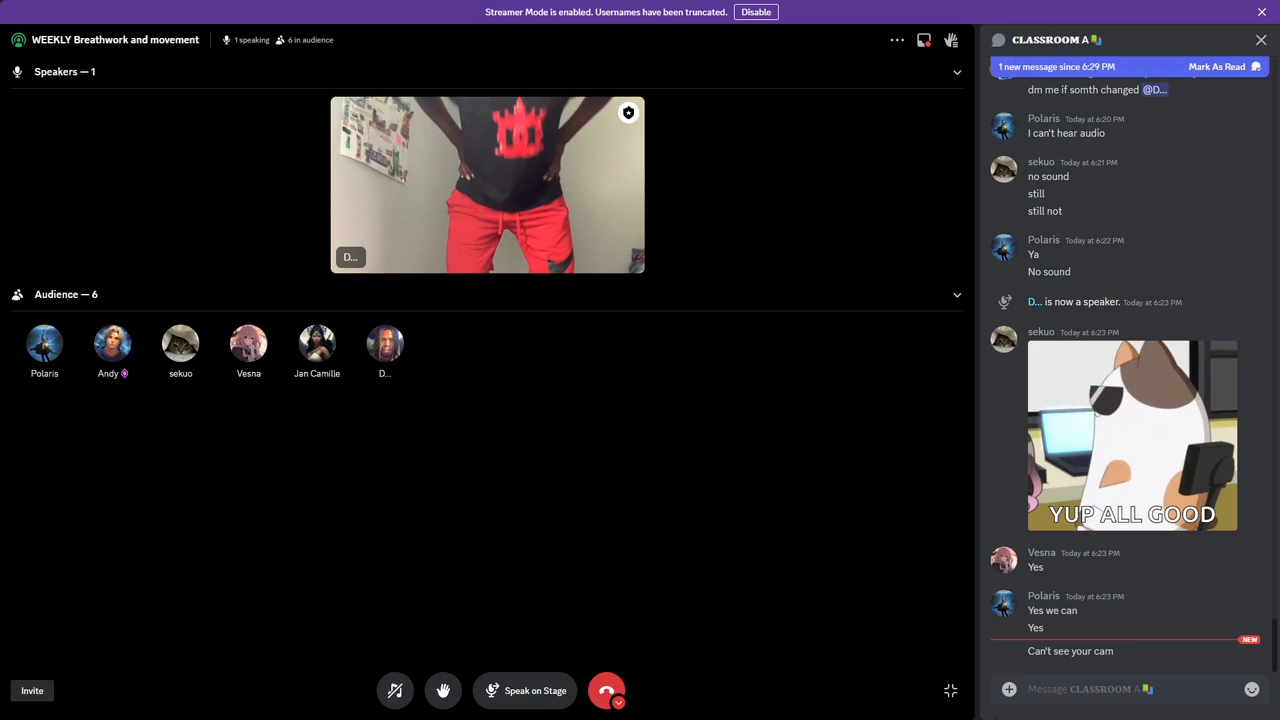 Streamer Mode is enabled. Usernames have been truncated.
Disable
WEEKLY Breathwork and movement
1 speaking
6 in audience
Speakers — 1
D...
Audience — 6
Polaris
Andy
sekuo
Vesna
Jan Camille
D...
Invite
Speak on Stage
CLASSROOM A
1 new message since 6:29 PM
Mark As Read
dm me if somth changed @D...
Polaris Today at 6:20 PM
I can't hear audio
sekuo Today at 6:21 PM
no sound
still
still not
Polaris Today at 6:22 PM
Ya
No sound
D... is now a speaker. Today at 6:23 PM
sekuo Today at 6:23 PM
YUP ALL GOOD
Vesna Today at 6:23 PM
Yes
Polaris Today at 6:23 PM
Yes we can
Yes
NEW
Can't see your cam
Message CLASSROOM A